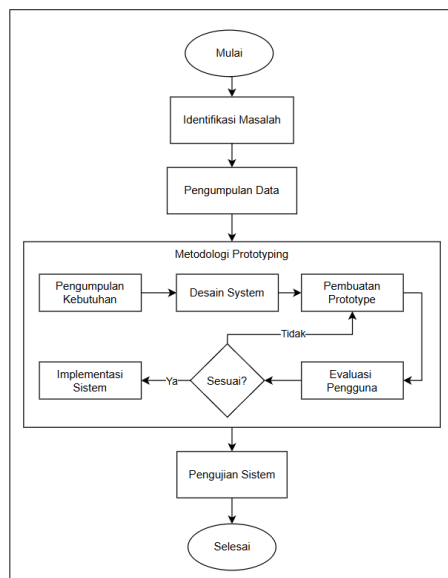 Mulai
Identifikasi Masalah
Pengumpulan Data
Metodologi Prototyping
Pengumpulan
Kebutuhan
Desain System
Pembuatan
Prototype
Tidak
Implementasi
Sistem
Ya
Sesuai?
Evaluasi
Pengguna
Pengujian Sistem
Selesai